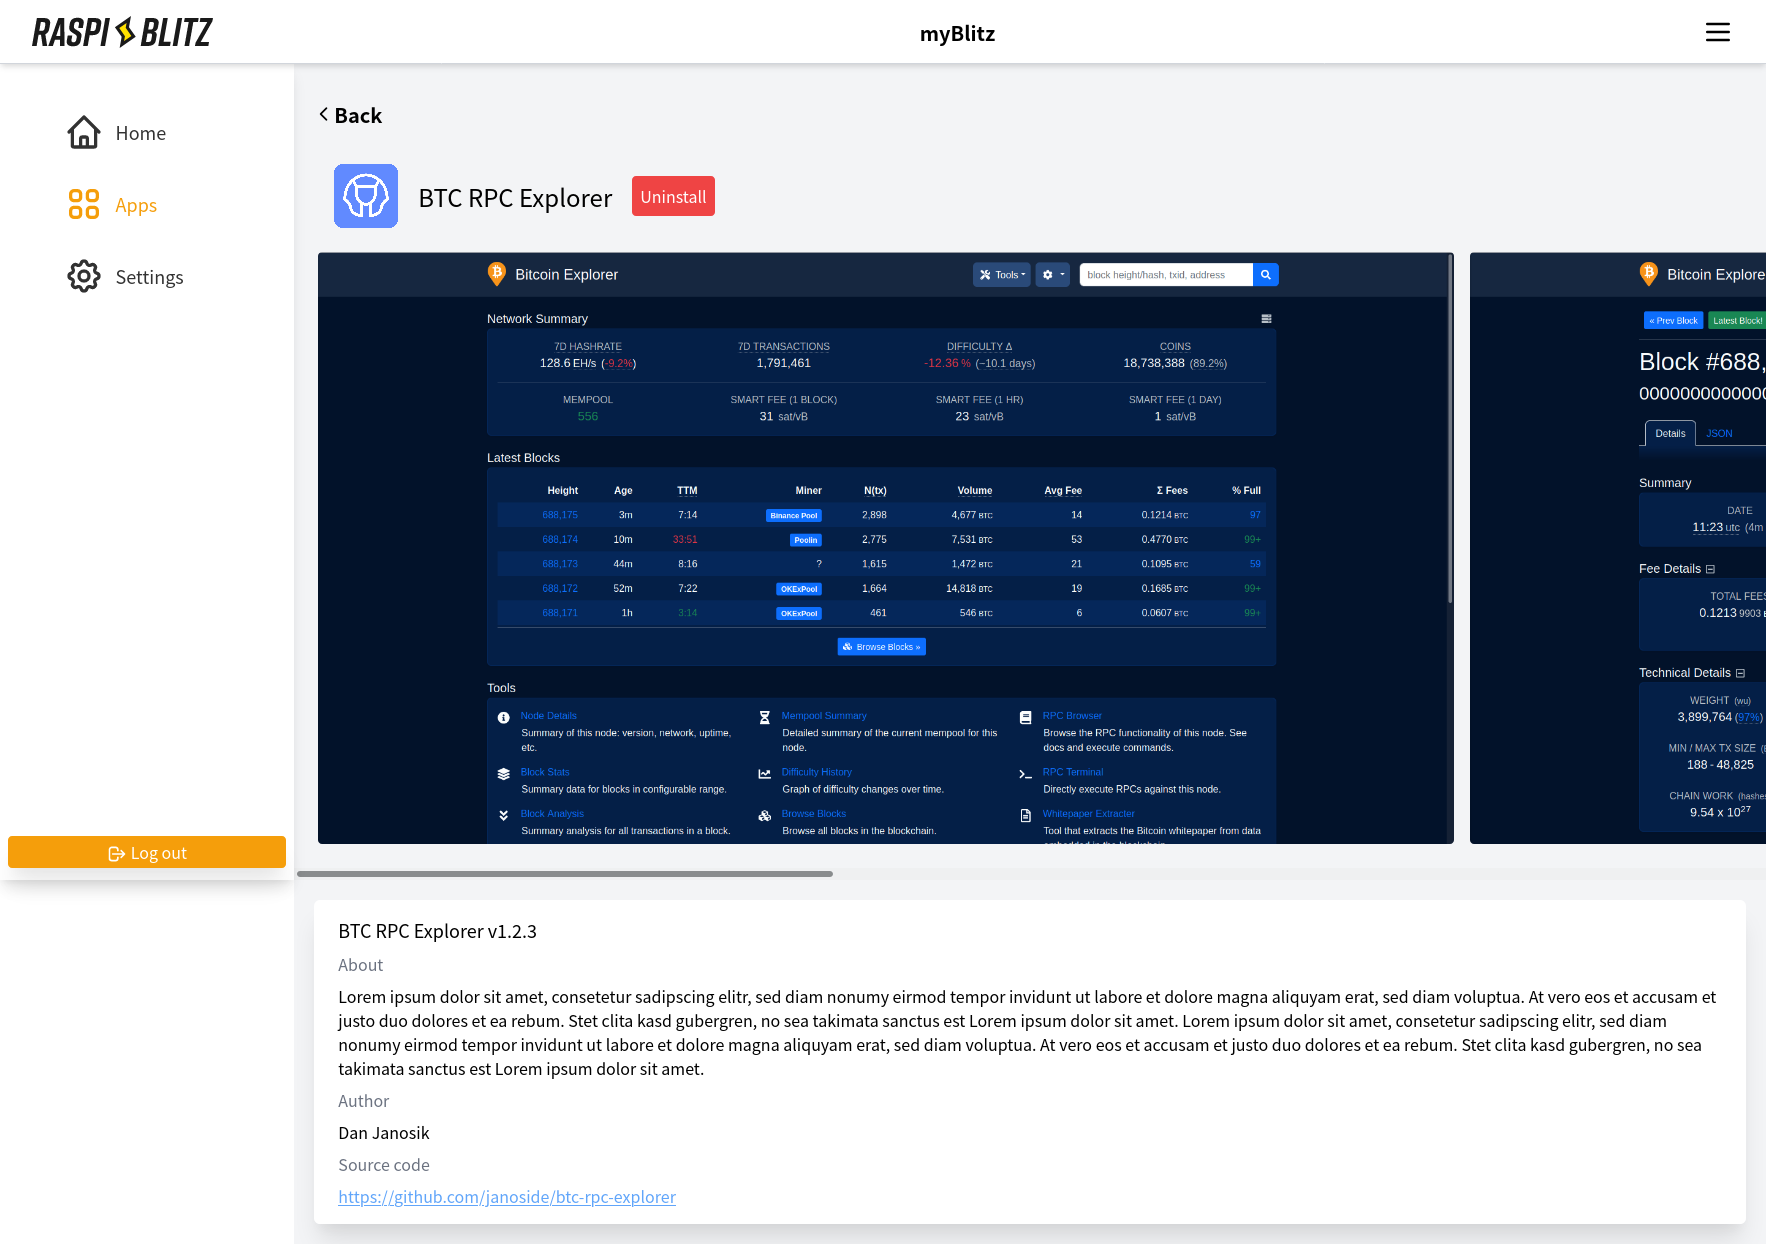 RASPI BLITZ
myBlitz
Home
Apps
Settings
Log out
Back
BTC RPC Explorer
Uninstall
Bitcoin Explorer
Tools
block height/hash, txid, address
Network Summary
7D HASHRATE 7D TRANSACTIONS DIFFICULTY Δ COINS
128.6 EH/s (-9.2%) 1,791,461 -12.36 % (~10.1 days) 18,738,388 (89.2%)
MEMPOOL SMART FEE (1 BLOCK) SMART FEE (1 HR) SMART FEE (1 DAY)
556 31 sat/vB 23 sat/vB 1 sat/vB
Latest Blocks
Height Age TTM Miner N(tx) Volume Avg Fee Σ Fees % Full
688,175 3m 7:14 Binance Pool 2,898 4,677 BTC 14 0.1214 BTC 97
688,174 10m 33:51 Poolin 2,775 7,531 BTC 53 0.4770 BTC 99+
688,173 44m 8:16 ? 1,615 1,472 BTC 21 0.1095 BTC 59
688,172 52m 7:22 OKExPool 1,664 14,818 BTC 19 0.1685 BTC 99+
688,171 1h 3:14 OKExPool 461 546 BTC 6 0.0607 BTC 99+
Browse Blocks »
Tools
Node Details
Summary of this node: version, network, uptime,
etc.
Mempool Summary
Detailed summary of the current mempool for this
node.
RPC Browser
Browse the RPC functionality of this node. See
docs and execute commands.
Block Stats
Summary data for blocks in configurable range.
Difficulty History
Graph of difficulty changes over time.
RPC Terminal
Directly execute RPCs against this node.
Block Analysis
Summary analysis for all transactions in a block.
Browse Blocks
Browse all blocks in the blockchain.
Whitepaper Extracter
Tool that extracts the Bitcoin whitepaper from data
embedded in the blockchain.
Bitcoin Explore
« Prev Block Latest Block!
Block #688,
000000000000
Details JSON
Summary
DATE
11:23 utc (4m
Fee Details
TOTAL FEES
0.1213 9903
Technical Details
WEIGHT (wu)
3,899,764 (97%)
MIN / MAX TX SIZE
188 - 48,825
CHAIN WORK (hashes
9.54 x 10²⁷
BTC RPC Explorer v1.2.3
About
Lorem ipsum dolor sit amet, consetetur sadipscing elitr, sed diam nonumy eirmod tempor invidunt ut labore et dolore magna aliquyam erat, sed diam voluptua. At vero eos et accusam et
justo duo dolores et ea rebum. Stet clita kasd gubergren, no sea takimata sanctus est Lorem ipsum dolor sit amet. Lorem ipsum dolor sit amet, consetetur sadipscing elitr, sed diam
nonumy eirmod tempor invidunt ut labore et dolore magna aliquyam erat, sed diam voluptua. At vero eos et accusam et justo duo dolores et ea rebum. Stet clita kasd gubergren, no sea
takimata sanctus est Lorem ipsum dolor sit amet.
Author
Dan Janosik
Source code
https://github.com/janoside/btc-rpc-explorer